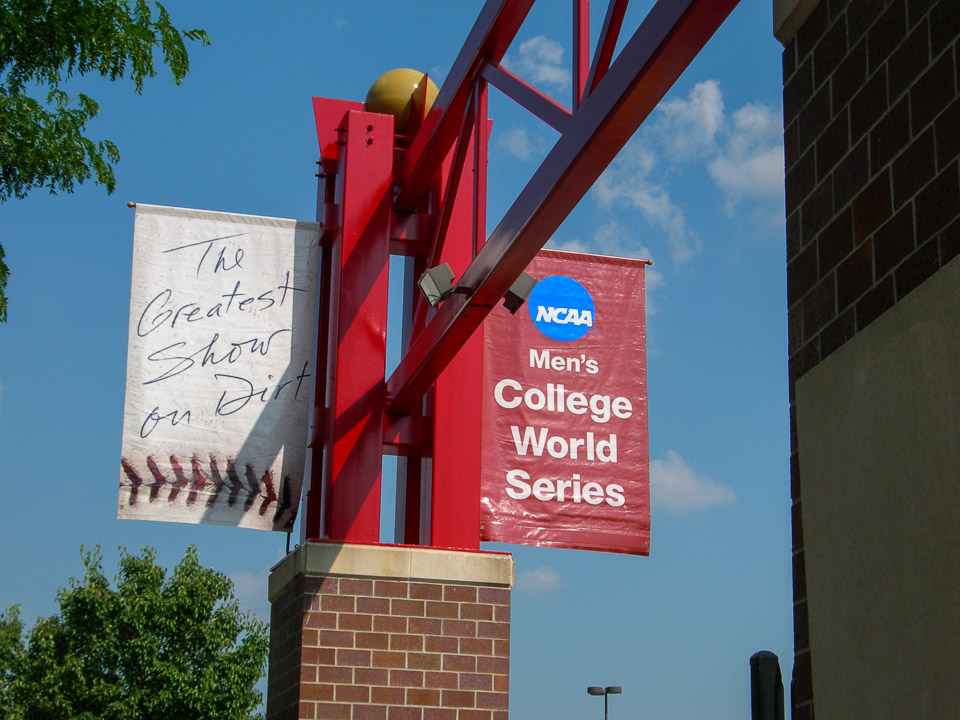 The
Greatest
Show
on Dirt
NCAA
Men's
College
World
Series